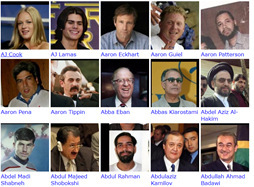 AJ Cook
AJ Lamas
Aaron Eckhart
Aaron Guiel
Aaron Patterson
Aaron Pena
Aaron Tippin
Abba Eban
Abbas Kiarostami
Abdel Aziz Al-
Hakim
Abdel Madi
Shabneh
Abdul Majeed
Shobokshi
Abdul Rahman
Abdulaziz
Kamilov
Abdullah Ahmad
Badawi